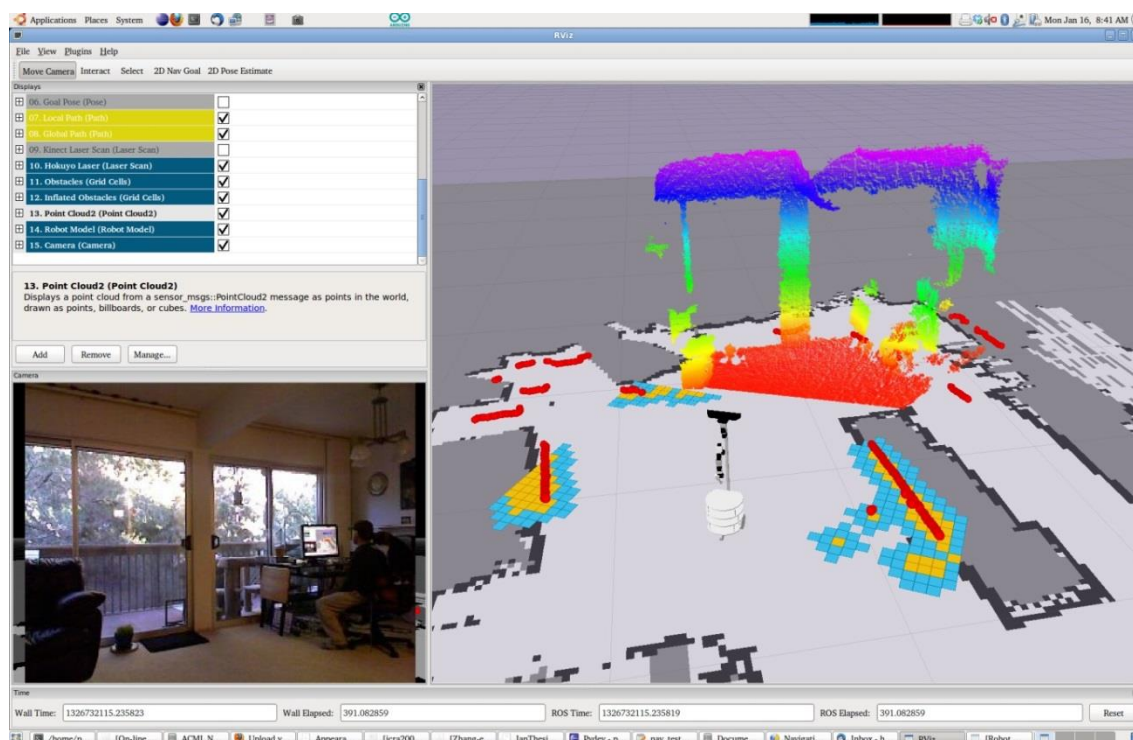 Applications Places System
Mon Jan 16, 8:41 AM
RViz
File View Plugins Help
Move Camera Interact Select 2D Nav Goal 2D Pose Estimate
Displays
06. Goal Pose (Pose)
07. Local Path (Path)
08. Global Path (Path)
09. Kinect Laser Scan (Laser Scan)
10. Hokuyo Laser (Laser Scan)
11. Obstacles (Grid Cells)
12. Inflated Obstacles (Grid Cells)
13. Point Cloud2 (Point Cloud2)
14. Robot Model (Robot Model)
15. Camera (Camera)
13. Point Cloud2 (Point Cloud2)
Displays a point cloud from a sensor_msgs::PointCloud2 message as points in the world,
drawn as points, billboards, or cubes. More Information.
Add Remove Manage...
Camera
Time
Wall Time: 1326732115.235823 Wall Elapsed: 391.082859 ROS Time: 1326732115.235819 ROS Elapsed: 391.082859 Reset